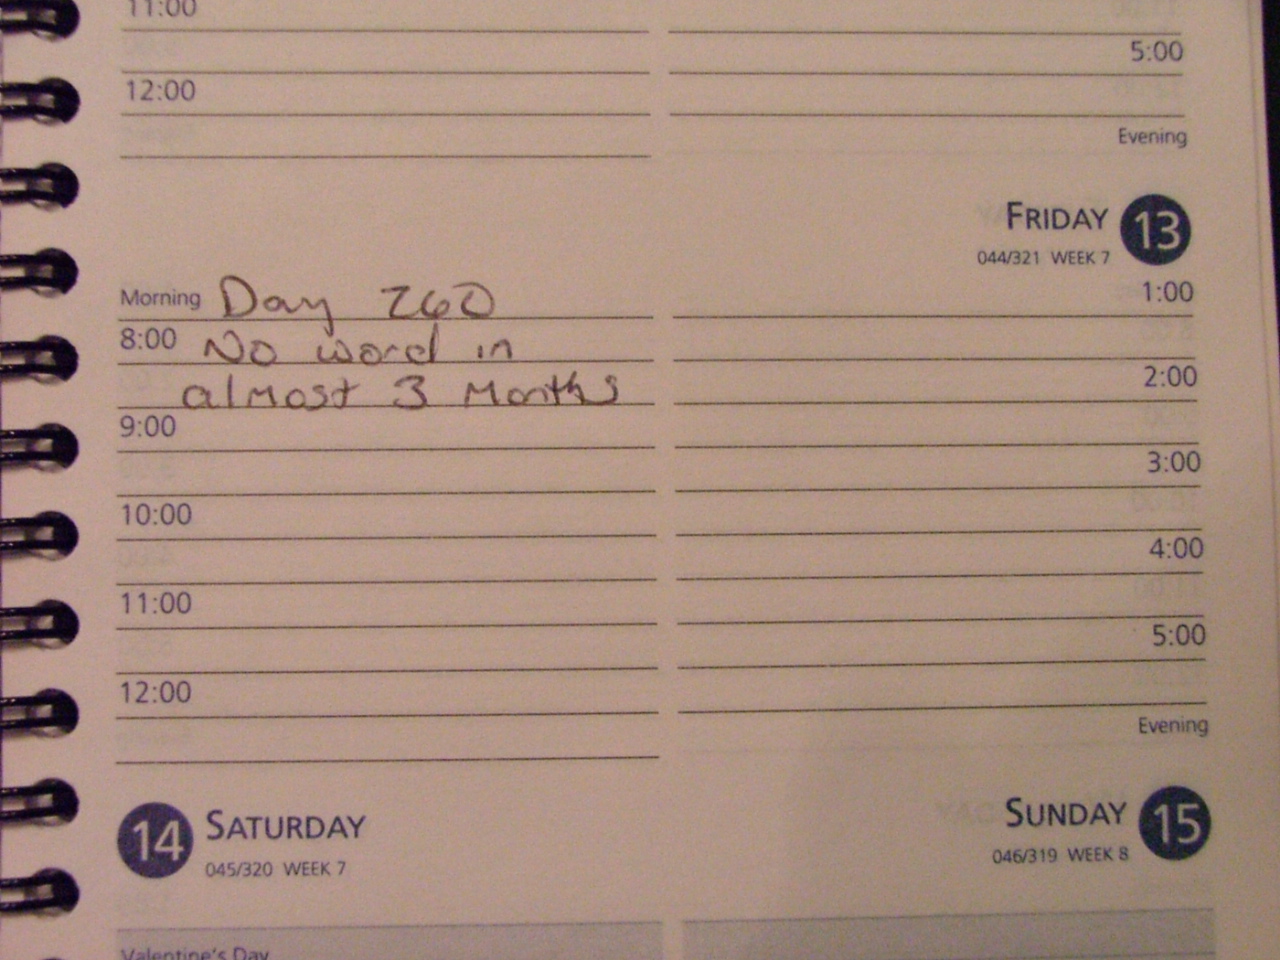 11:00
5:00
12:00
Evening
FRIDAY 13
044/321 WEEK 7
Morning Day 260
1:00
8:00 No word in
almost 3 Months
2:00
9:00
3:00
10:00
4:00
11:00
5:00
12:00
Evening
14 SATURDAY
045/320 WEEK 7
SUNDAY 15
046/319 WEEK 8
Valentine's Day